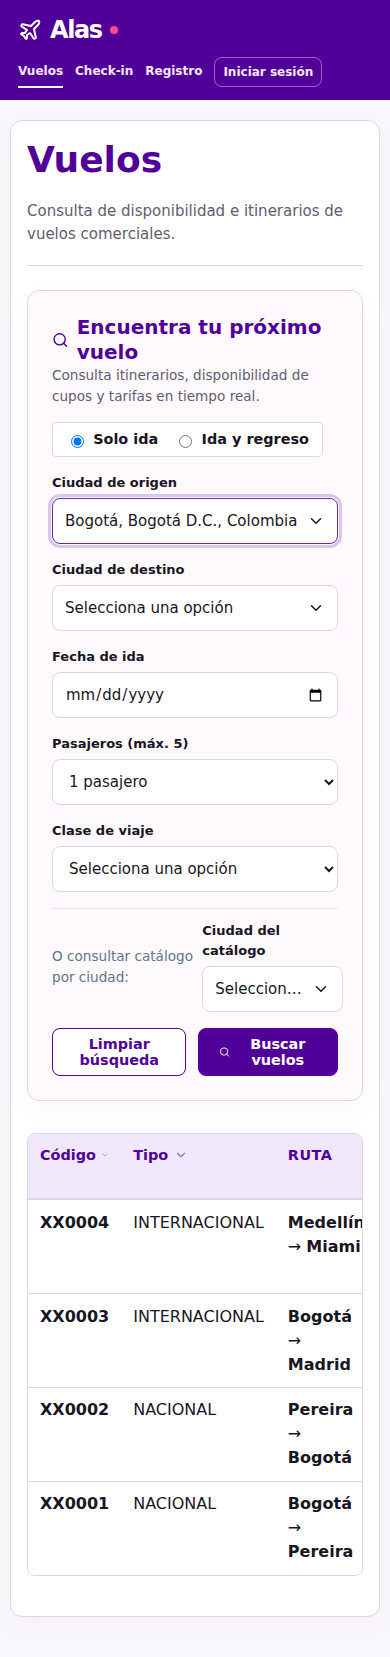 Alas
Vuelos Check-in Registro Iniciar sesión
Vuelos
Consulta de disponibilidad e itinerarios de
vuelos comerciales.
Encuentra tu próximo
vuelo
Consulta itinerarios, disponibilidad de
cupos y tarifas en tiempo real.
Solo ida Ida y regreso
Ciudad de origen
Bogotá, Bogotá D.C., Colombia
Ciudad de destino
Selecciona una opción
Fecha de ida
mm/dd/yyyy
Pasajeros (máx. 5)
1 pasajero
Clase de viaje
Selecciona una opción
O consultar catálogo
por ciudad:
Ciudad del
catálogo
Seleccion...
Limpiar
búsqueda
Buscar
vuelos
Código Tipo RUTA
XX0004 INTERNACIONAL Medellín
→ Miami
XX0003 INTERNACIONAL Bogotá
→
Madrid
XX0002 NACIONAL Pereira
→
Bogotá
XX0001 NACIONAL Bogotá
→
Pereira